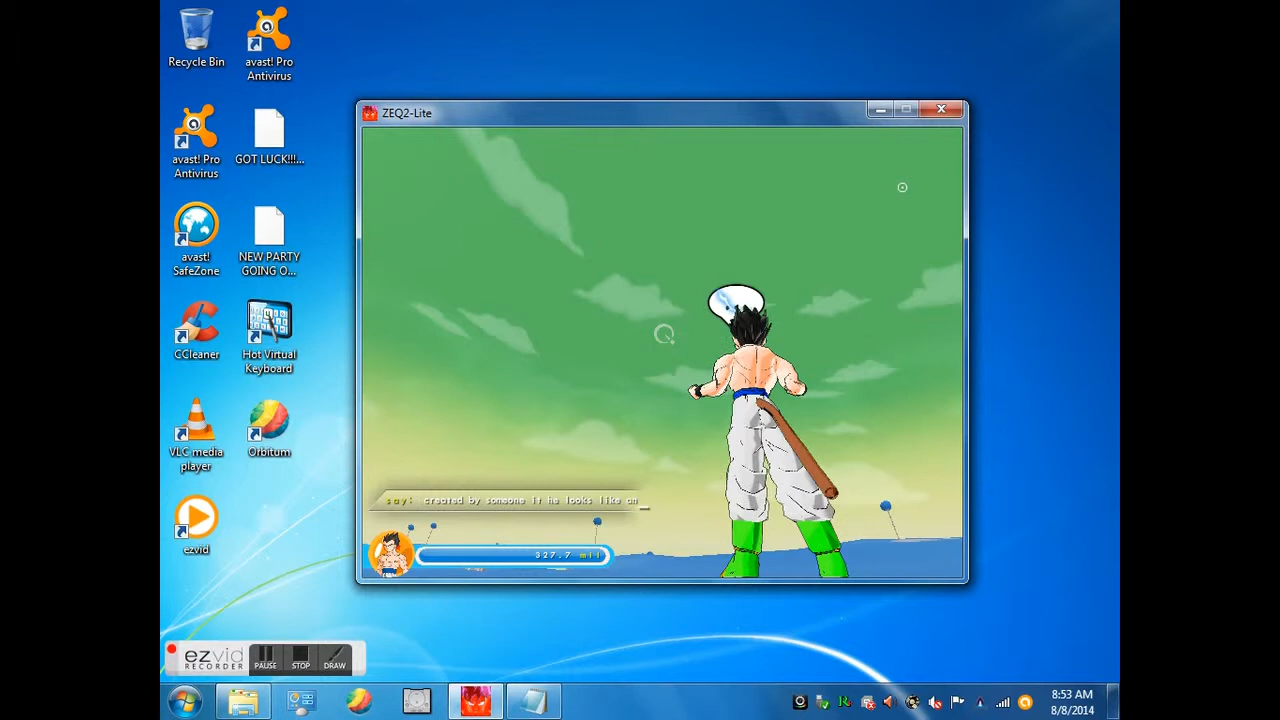 Recycle Bin
avast! Pro
Antivirus
avast! Pro
Antivirus
GOT LUCK!!!...
avast!
SafeZone
NEW PARTY
GOING O...
CCleaner
Hot Virtual
Keyboard
VLC media
player
Orbitum
ezvid
ZEQ2-Lite
say: created by someone it he looks like an_
327.7 mil
ezvid
RECORDER
PAUSE
STOP
DRAW
8:53 AM
8/8/2014